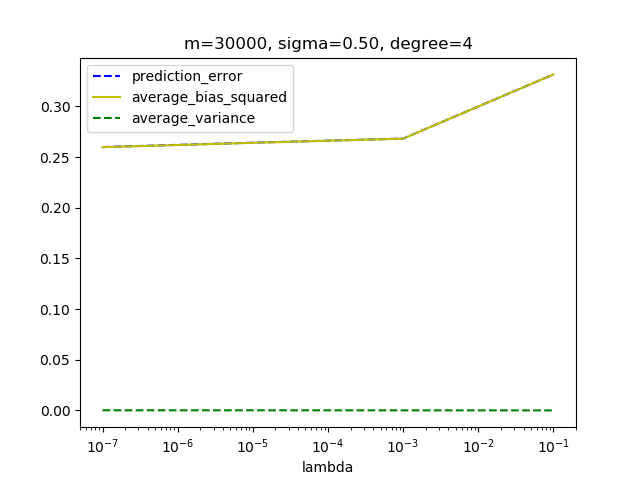 m=30000, sigma=0.50, degree=4
prediction_error
average_bias_squared
average_variance
0.30
0.25
0.20
0.15
0.10
0.05
0.00
10⁻⁷ 10⁻⁶ 10⁻⁵ 10⁻⁴ 10⁻³ 10⁻² 10⁻¹
lambda